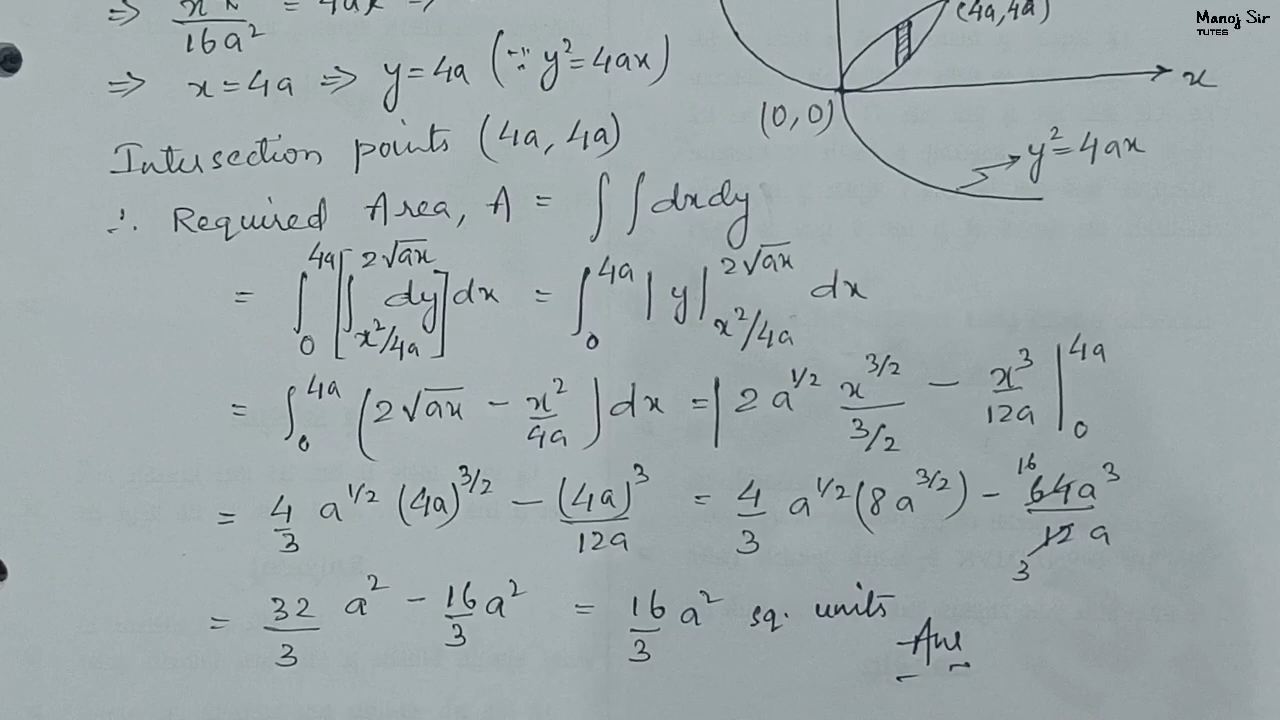 ⇒ x⁴/16a² = 4ax ⇒
(4a,4a)
Manoj Sir
TUTES
⇒ x = 4a ⇒ y = 4a (∵ y² = 4ax)
x
(0,0)
y² = 4ax
Intersection points (4a, 4a)
∴ Required Area, A = ∫∫ dxdy
= ∫₀^4a [∫_{x²/4a}^{2√ax} dy] dx = ∫₀^4a |y|_{x²/4a}^{2√ax} dx
= ∫₀^4a (2√ax − x²/4a) dx = |2 a^1/2 x^3/2/3/2 − x³/12a|₀^4a
= 4/3 a^1/2 (4a)^3/2 − (4a)³/12a = 4/3 a^1/2 (8a^3/2) − 16 64a³/12a 3
= 32/3 a² − 16/3 a² = 16/3 a² sq. units
Ans